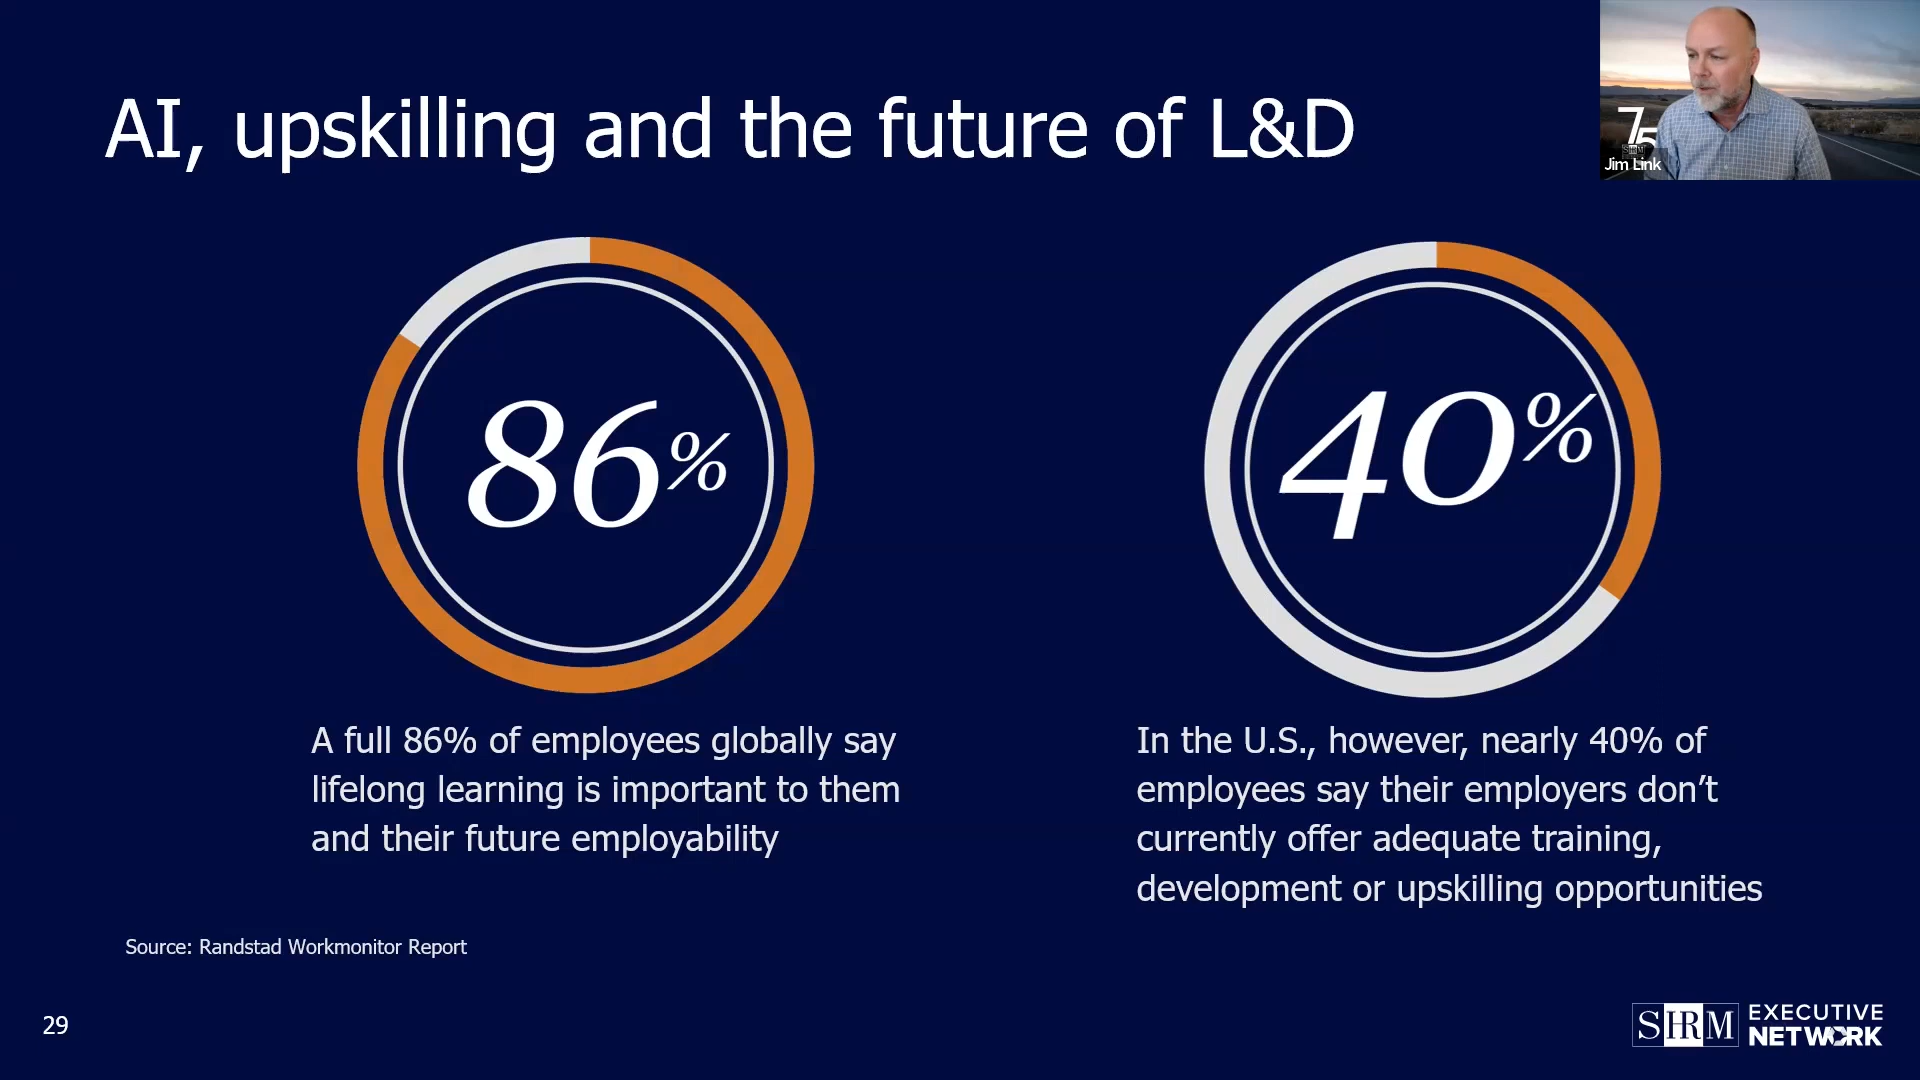 AI, upskilling and the future of L&D
75
SHRM
Jim Link
86%
40%
A full 86% of employees globally say
lifelong learning is important to them
and their future employability
In the U.S., however, nearly 40% of
employees say their employers don’t
currently offer adequate training,
development or upskilling opportunities
Source: Randstad Workmonitor Report
29
SHRM
EXECUTIVE
NETWORK